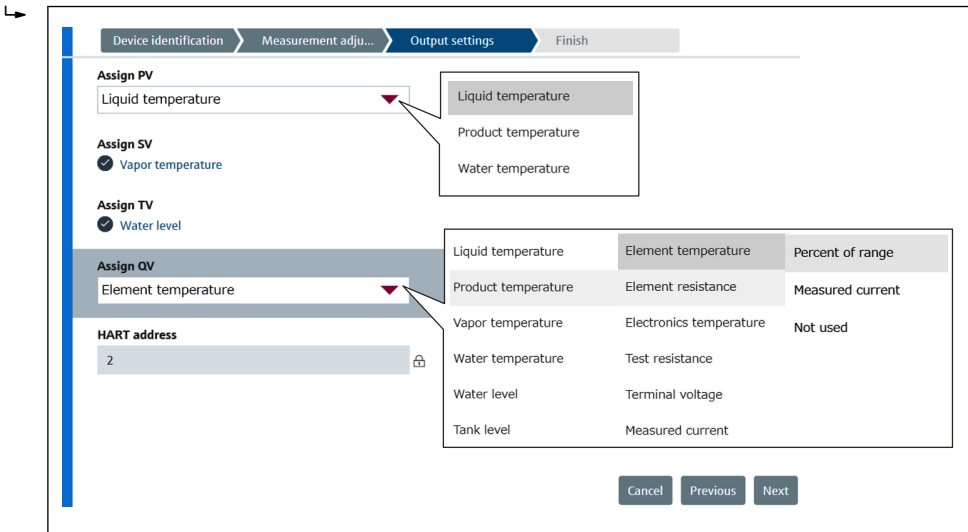 Device identification
Measurement adju...
Output settings
Finish
Assign PV
Liquid temperature
Liquid temperature
Product temperature
Water temperature
Assign SV
Vapor temperature
Assign TV
Water level
Assign QV
Element temperature
Liquid temperature
Product temperature
Vapor temperature
Water temperature
Water level
Tank level
Element temperature
Element resistance
Electronics temperature
Test resistance
Terminal voltage
Measured current
Percent of range
Measured current
Not used
HART address
2
Cancel
Previous
Next